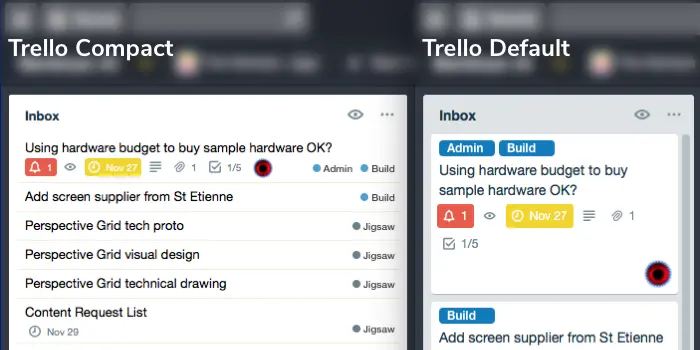 Trello Compact
Inbox
Using hardware budget to buy sample hardware OK?
1 Nov 27 1 1/5 Admin Build
Add screen supplier from St Etienne Build
Perspective Grid tech proto Jigsaw
Perspective Grid visual design Jigsaw
Perspective Grid technical drawing Jigsaw
Content Request List
Nov 29 Jigsaw
Trello Default
Inbox
Admin Build
Using hardware budget to buy
sample hardware OK?
1 Nov 27 1
1/5
Build
Add screen supplier from St Etienne